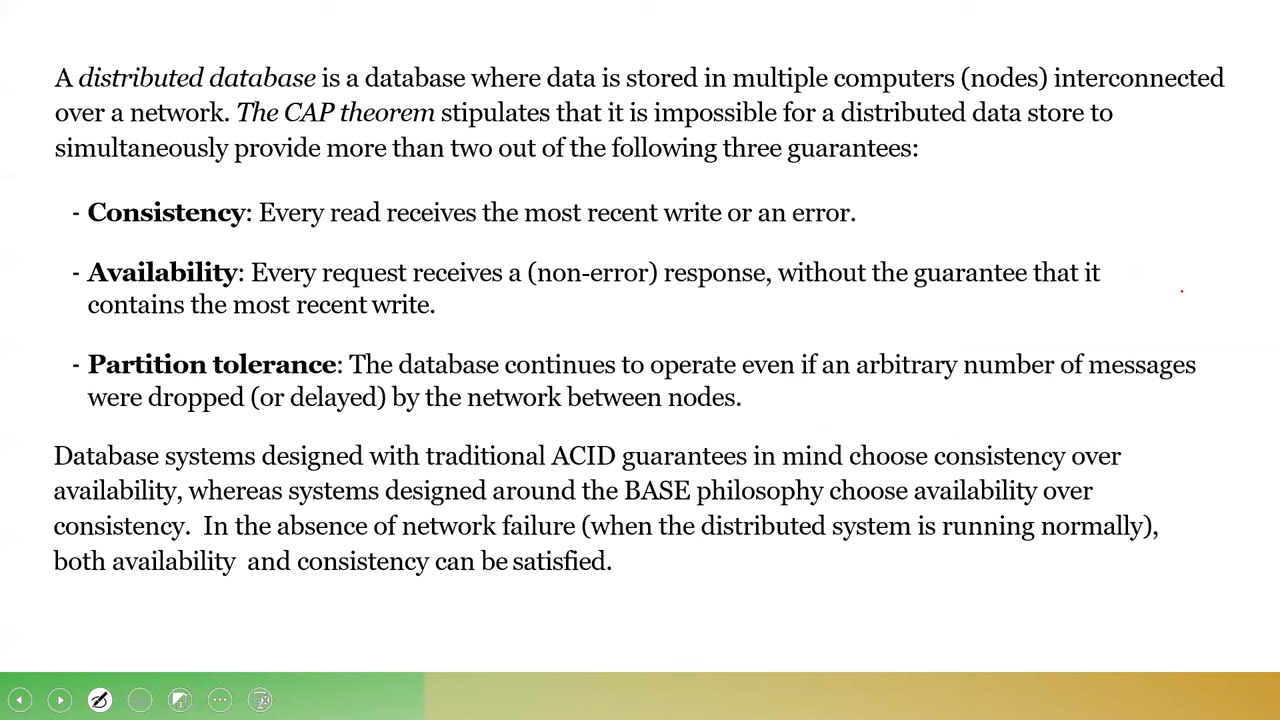 A distributed database is a database where data is stored in multiple computers (nodes) interconnected
over a network. The CAP theorem stipulates that it is impossible for a distributed data store to
simultaneously provide more than two out of the following three guarantees:
- Consistency: Every read receives the most recent write or an error.
- Availability: Every request receives a (non-error) response, without the guarantee that it
contains the most recent write.
- Partition tolerance: The database continues to operate even if an arbitrary number of messages
were dropped (or delayed) by the network between nodes.
Database systems designed with traditional ACID guarantees in mind choose consistency over
availability, whereas systems designed around the BASE philosophy choose availability over
consistency.  In the absence of network failure (when the distributed system is running normally),
both availability  and consistency can be satisfied.